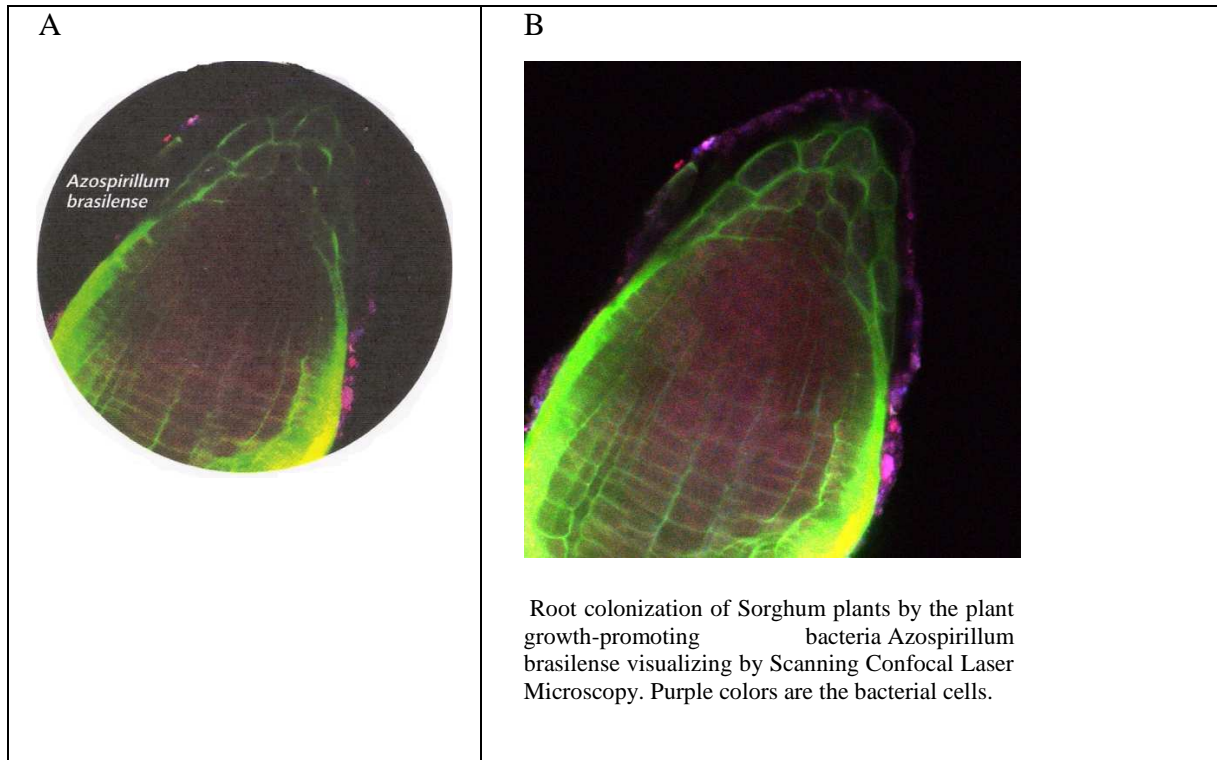 A
Azospirillum
brasilense
B
Root colonization of Sorghum plants by the plant
growth-promoting bacteria Azospirillum
brasilense visualizing by Scanning Confocal Laser
Microscopy. Purple colors are the bacterial cells.